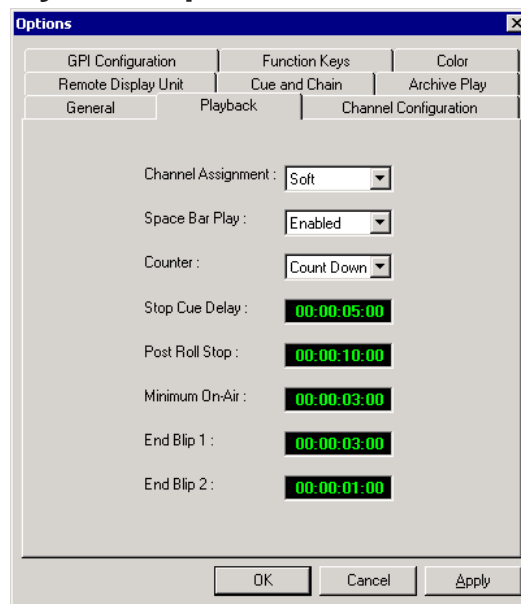 Options
GPI Configuration Function Keys Color
Remote Display Unit Cue and Chain Archive Play
General Playback Channel Configuration
Channel Assignment : Soft
Space Bar Play : Enabled
Counter : Count Down
Stop Cue Delay : 00:00:05:00
Post Roll Stop : 00:00:10:00
Minimum On-Air : 00:00:03:00
End Blip 1 : 00:00:03:00
End Blip 2 : 00:00:01:00
OK Cancel Apply